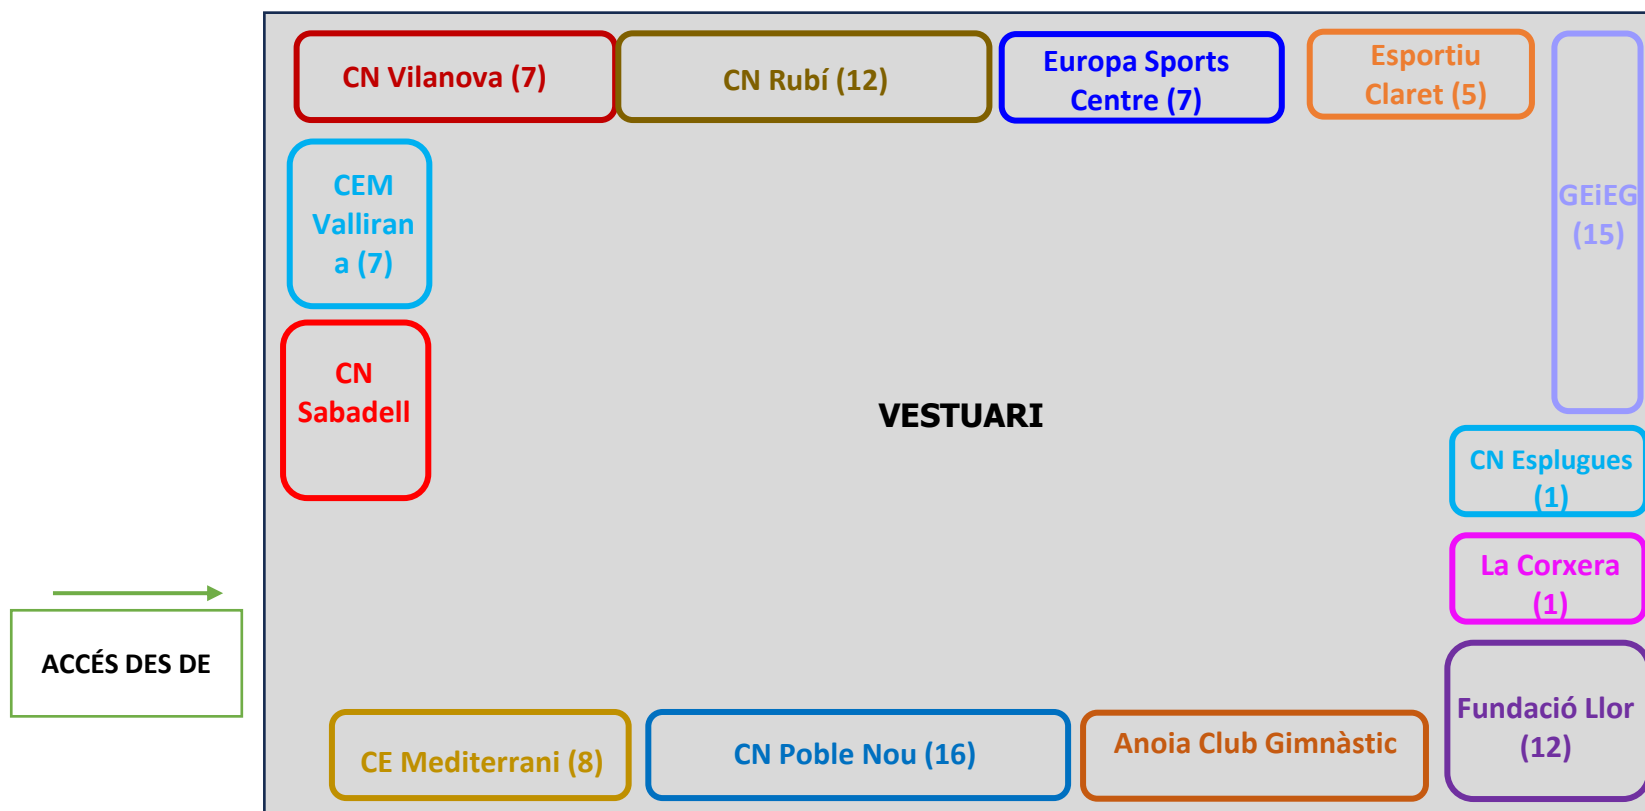 CN Vilanova (7)
CN Rubí (12)
Europa Sports
Centre (7)
Esportiu
Claret (5)
GEiEG
(15)
CEM
Valliran
a (7)
CN
Sabadell
VESTUARI
CN Esplugues
(1)
La Corxera
(1)
ACCÉS DES DE
Fundació Llor
(12)
CE Mediterrani (8)
CN Poble Nou (16)
Anoia Club Gimnàstic